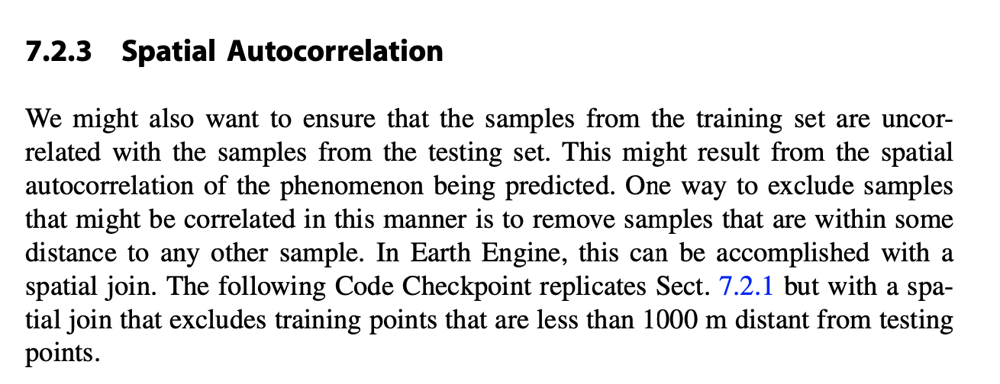 7.2.3 Spatial Autocorrelation
We might also want to ensure that the samples from the training set are uncor-
related with the samples from the testing set. This might result from the spatial
autocorrelation of the phenomenon being predicted. One way to exclude samples
that might be correlated in this manner is to remove samples that are within some
distance to any other sample. In Earth Engine, this can be accomplished with a
spatial join. The following Code Checkpoint replicates Sect. 7.2.1 but with a spa-
tial join that excludes training points that are less than 1000 m distant from testing
points.